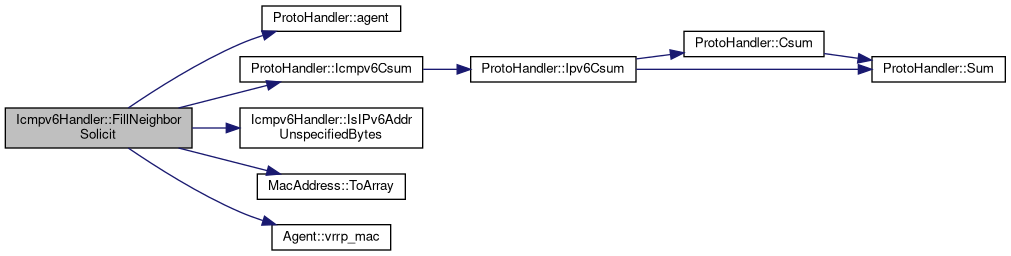 Icmpv6Handler::FillNeighbor
Solicit
ProtoHandler::agent
ProtoHandler::Icmpv6Csum
ProtoHandler::Ipv6Csum
ProtoHandler::Csum
ProtoHandler::Sum
Icmpv6Handler::IsIPv6Addr
UnspecifiedBytes
MacAddress::ToArray
Agent::vrrp_mac